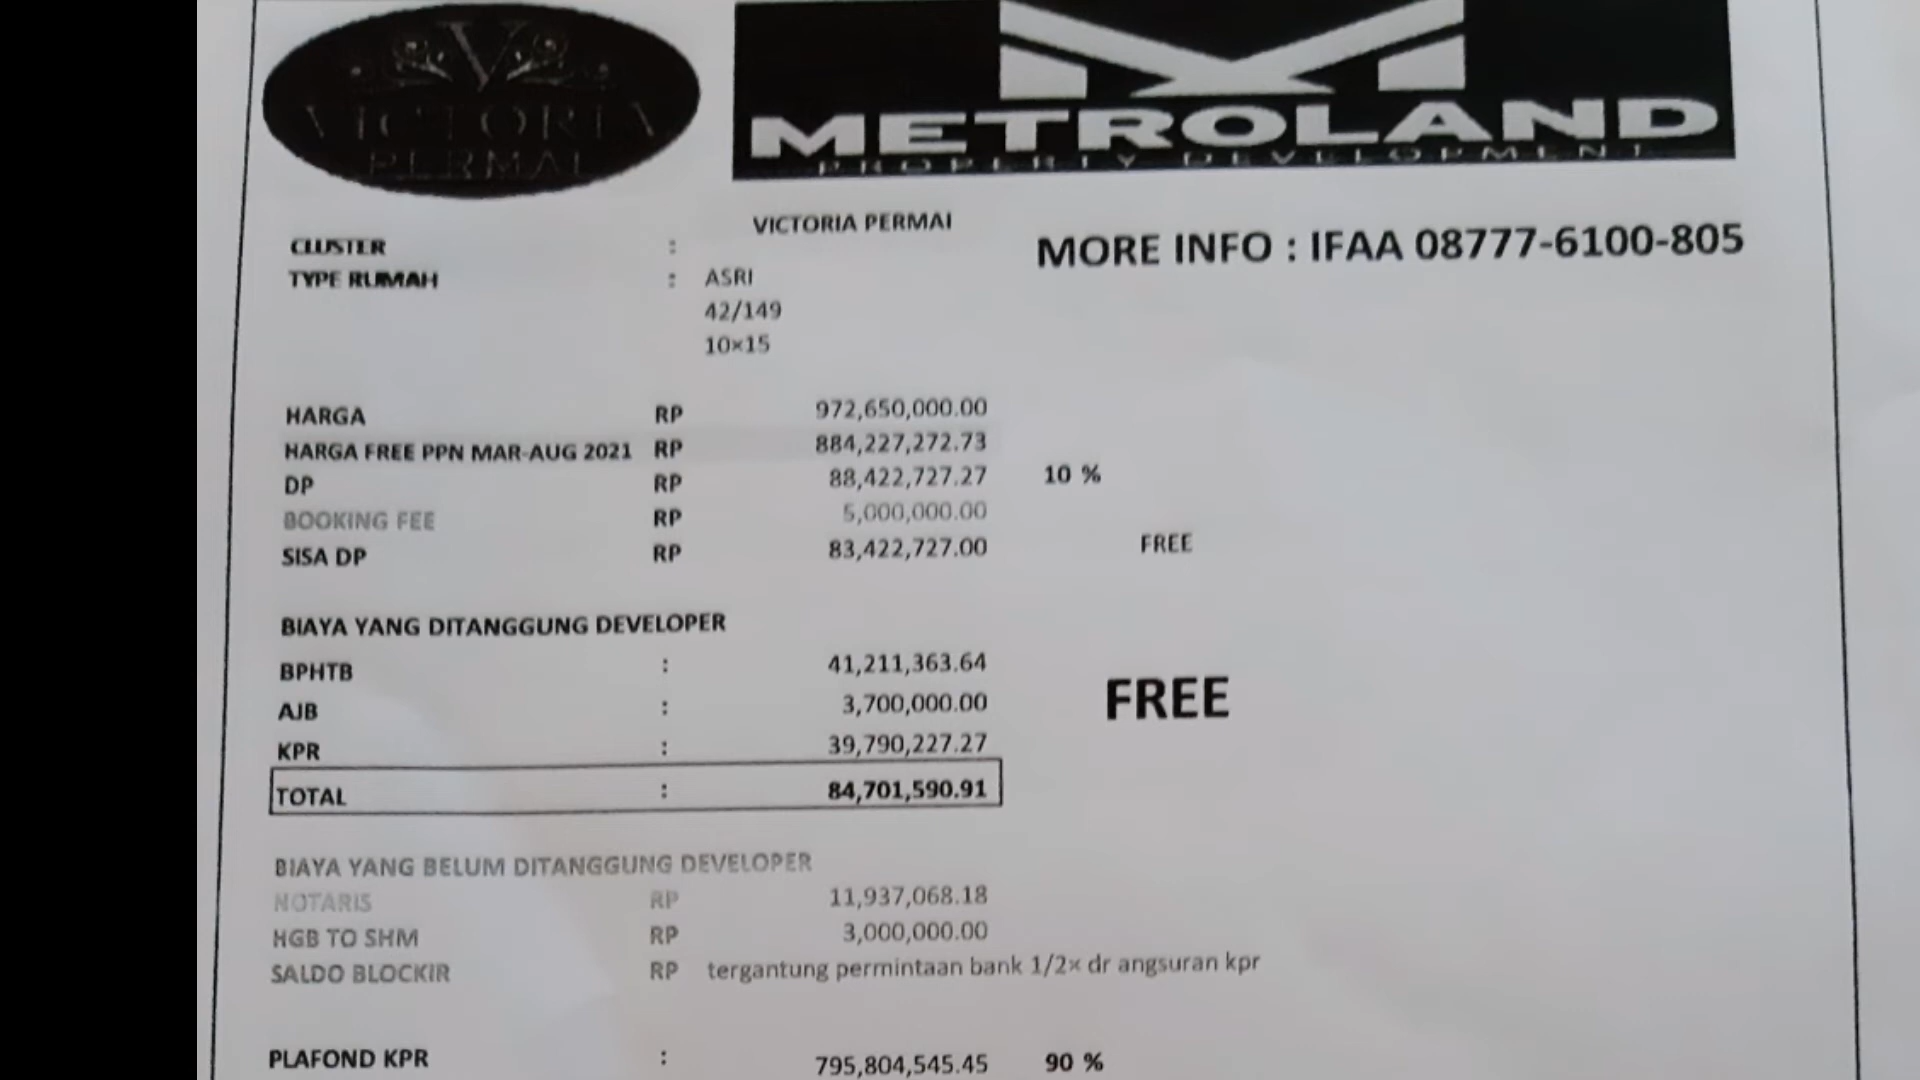 VICTORIA
PERMAI
METROLAND
PROPERTY DEVELOPMENT
CLUSTER : VICTORIA PERMAI
MORE INFO : IFAA 08777-6100-805
TYPE RUMAH : ASRI
42/149
10×15
HARGA RP 972,650,000.00
HARGA FREE PPN MAR-AUG 2021 RP 884,227,272.73
DP RP 88,422,727.27 10 %
BOOKING FEE RP 5,000,000.00
SISA DP RP 83,422,727.00 FREE
BIAYA YANG DITANGGUNG DEVELOPER
BPHTB : 41,211,363.64
AJB : 3,700,000.00 FREE
KPR : 39,790,227.27
TOTAL : 84,701,590.91
BIAYA YANG BELUM DITANGGUNG DEVELOPER
NOTARIS RP 11,937,068.18
HGB TO SHM RP 3,000,000.00
SALDO BLOCKIR RP tergantung permintaan bank 1/2× dr angsuran kpr
PLAFOND KPR : 795,804,545.45 90 %